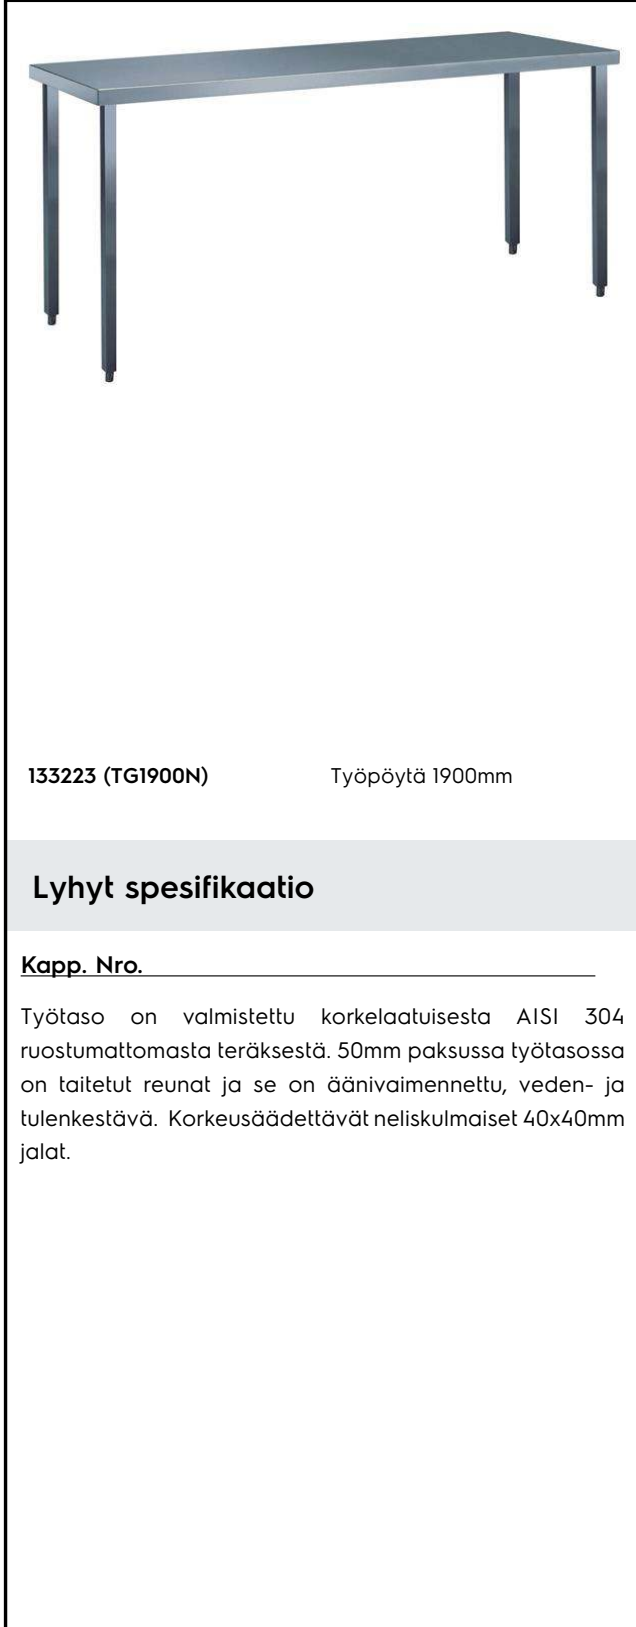 133223 (TG1900N) Työpöytä 1900mm
Lyhyt spesifikaatio
Kapp. Nro.
Työtaso on valmistettu korkelaatuisesta AISI 304
ruostumattomasta teräksestä. 50mm paksussa työtasossa
on taitetut reunat ja se on äänivaimennettu, veden- ja
tulenkestävä. Korkeusäädettävät neliskulmaiset 40x40mm
jalat.